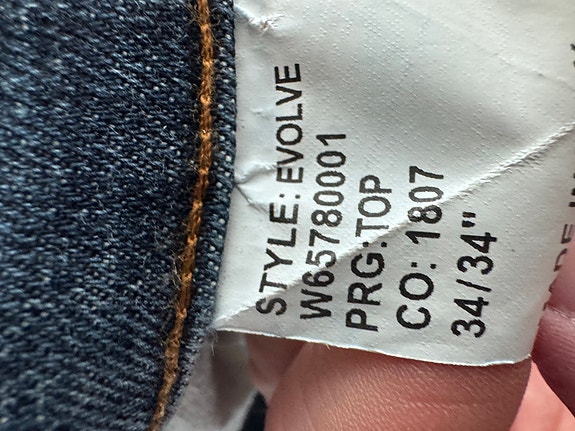 STYLE: EVOLVE
W65780001
PRG:TOP
CO: 1807
34/34"